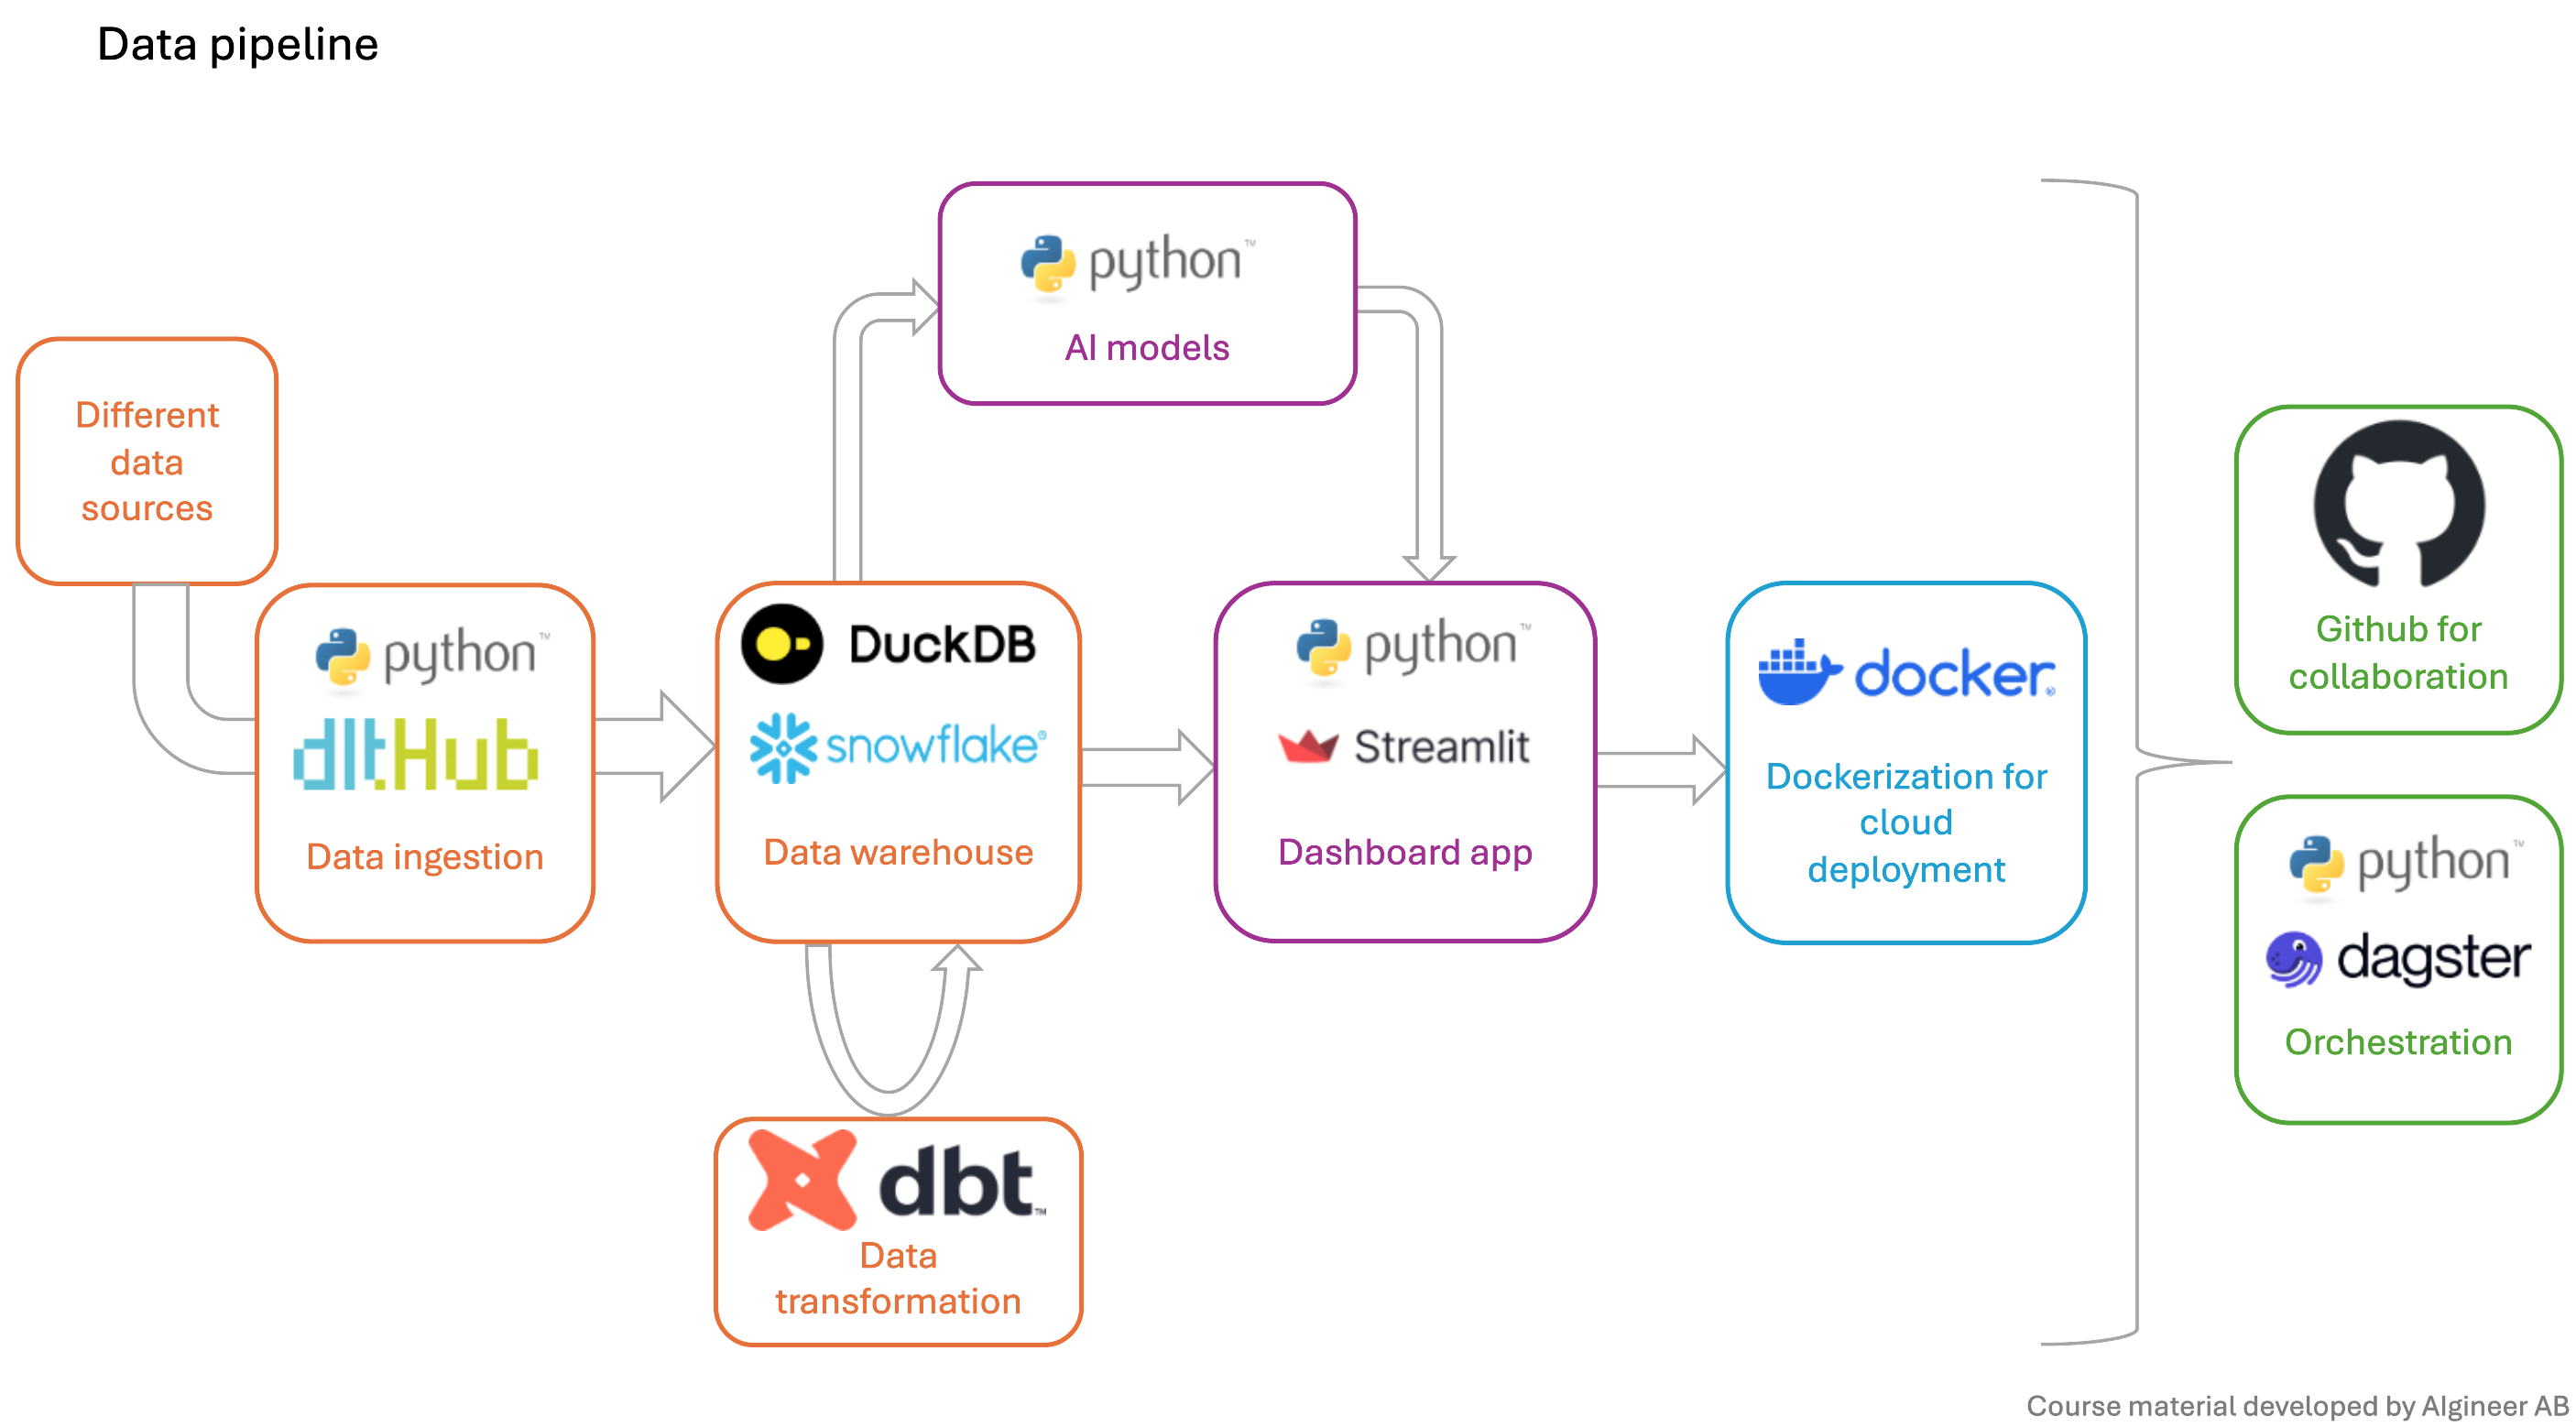 Data pipeline
python™
AI models
Different
data
sources
python™
dltHub
Data ingestion
DuckDB
snowflake®
Data warehouse
python™
Streamlit
Dashboard app
docker®
Dockerization for
cloud
deployment
dbt™
Data
transformation
Github for
collaboration
python™
dagster
Orchestration
Course material developed by AIgineer AB